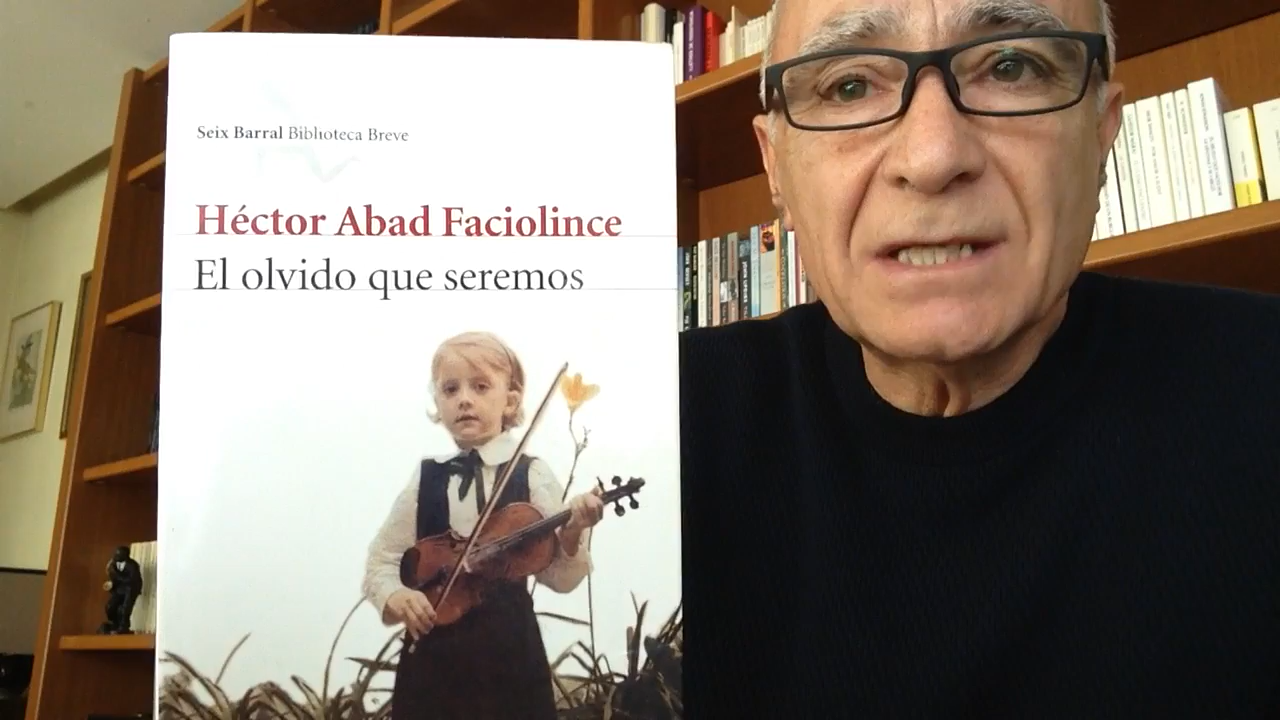 Seix Barral Biblioteca Breve
Héctor Abad Faciolince
El olvido que seremos